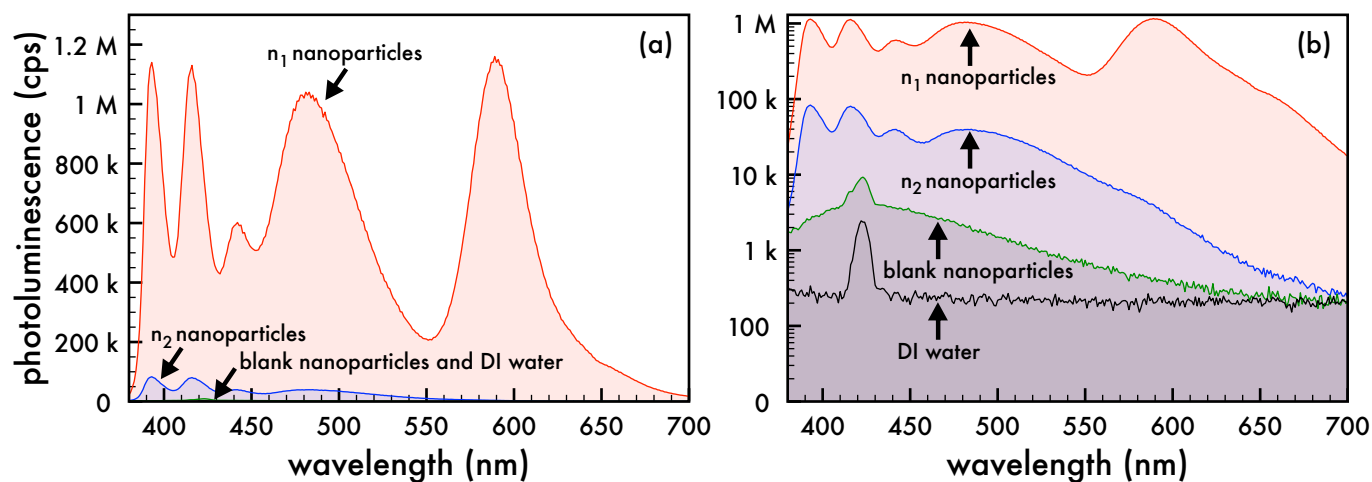 (a)
photoluminescence (cps)
1.2 M
1 M
800 k
600 k
400 k
200 k
0
n1 nanoparticles
n2 nanoparticles
blank nanoparticles and DI water
400 450 500 550 600 650 700
wavelength (nm)
(b)
1 M
100 k
10 k
1 k
100
0
n1 nanoparticles
n2 nanoparticles
blank nanoparticles
DI water
400 450 500 550 600 650 700
wavelength (nm)